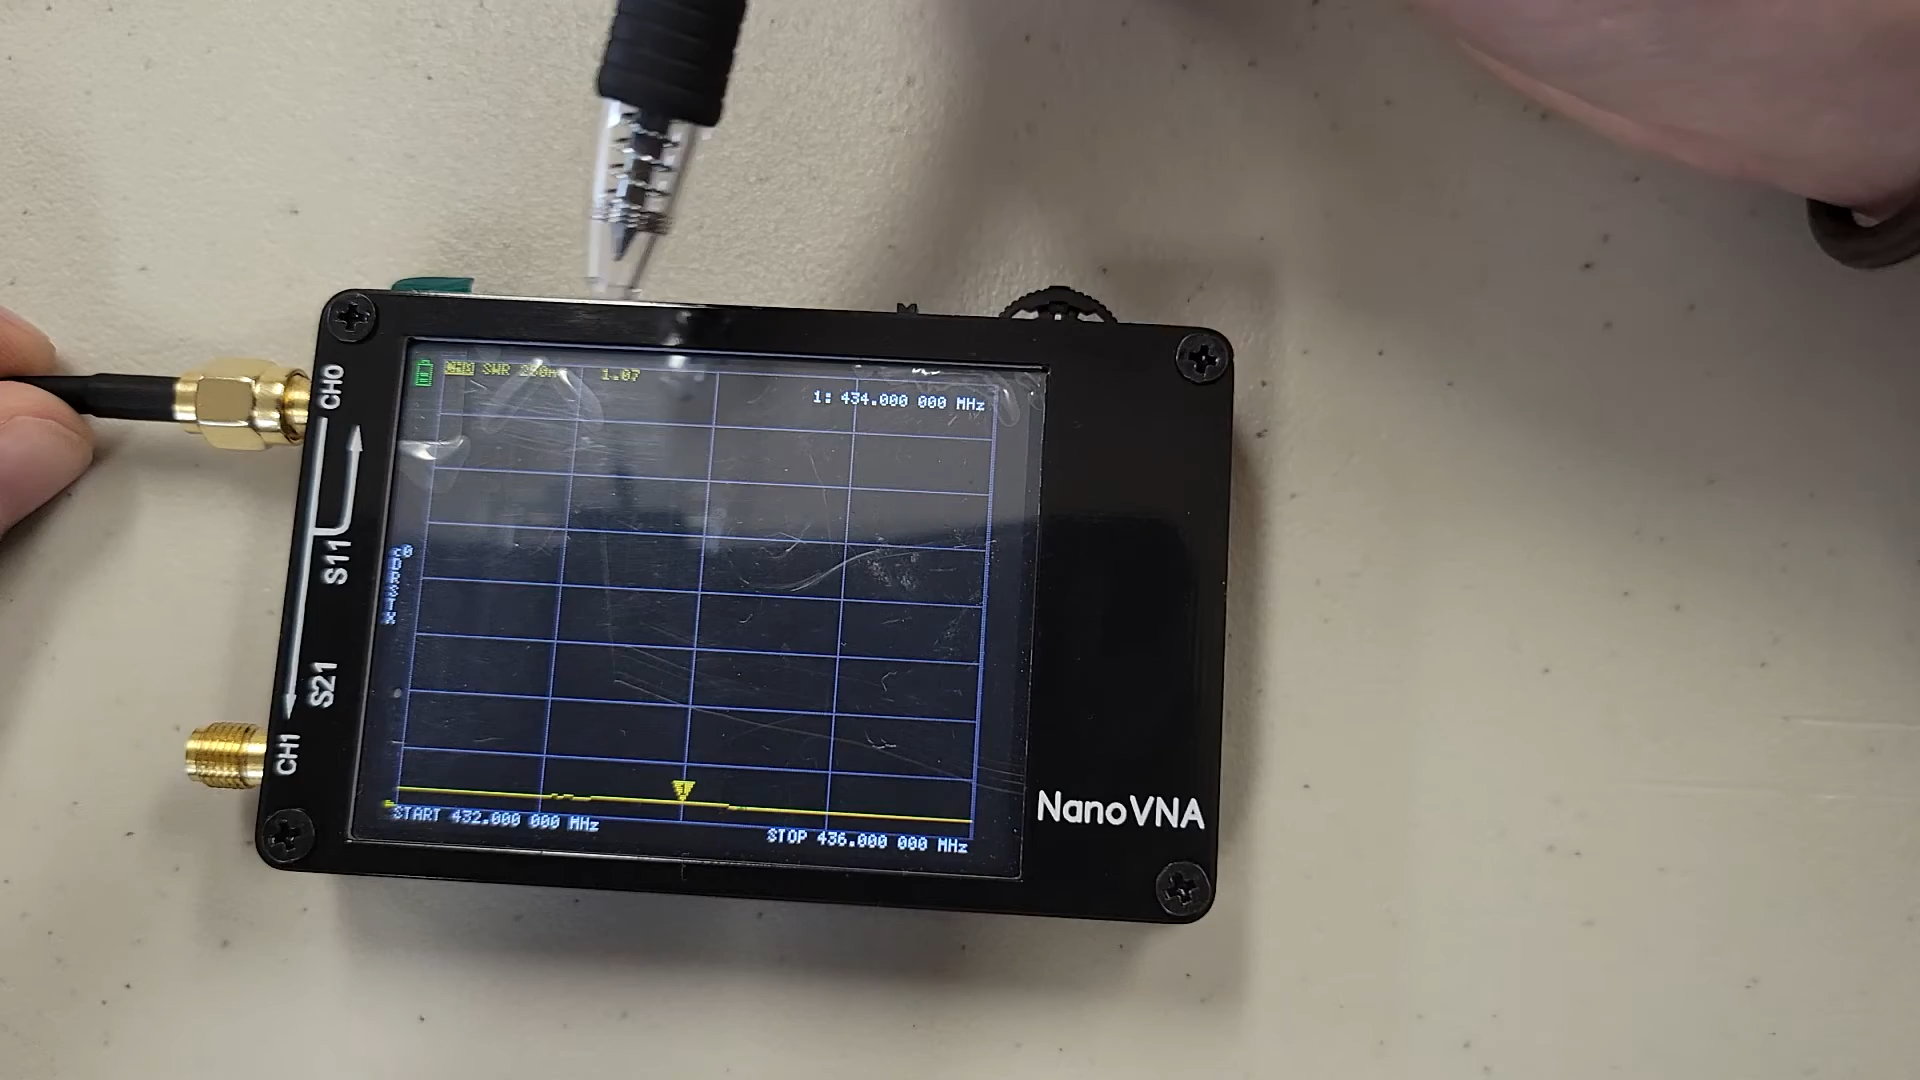 CH0 SWR 1.07
1: 434.000 000 MHz
CH0
S11
S21
CH1
START 432.000 000 MHz
STOP 436.000 000 MHz
NanoVNA